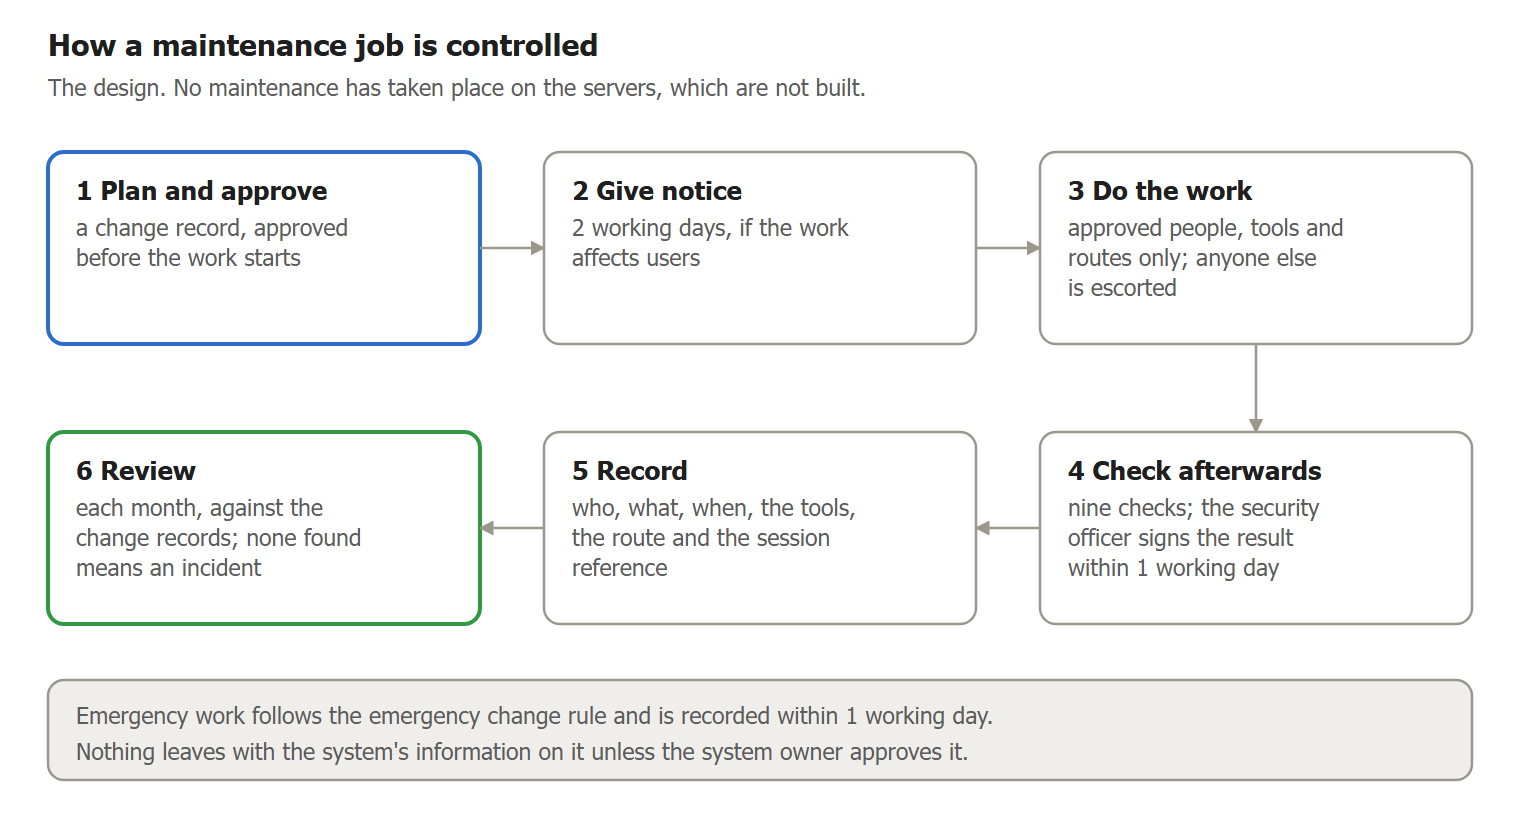 How a maintenance job is controlled
The design. No maintenance has taken place on the servers, which are not built.
1 Plan and approve
a change record, approved
before the work starts
2 Give notice
2 working days, if the work
affects users
3 Do the work
approved people, tools and
routes only; anyone else
is escorted
4 Check afterwards
nine checks; the security
officer signs the result
within 1 working day
5 Record
who, what, when, the tools,
the route and the session
reference
6 Review
each month, against the
change records; none found
means an incident
Emergency work follows the emergency change rule and is recorded within 1 working day.
Nothing leaves with the system's information on it unless the system owner approves it.